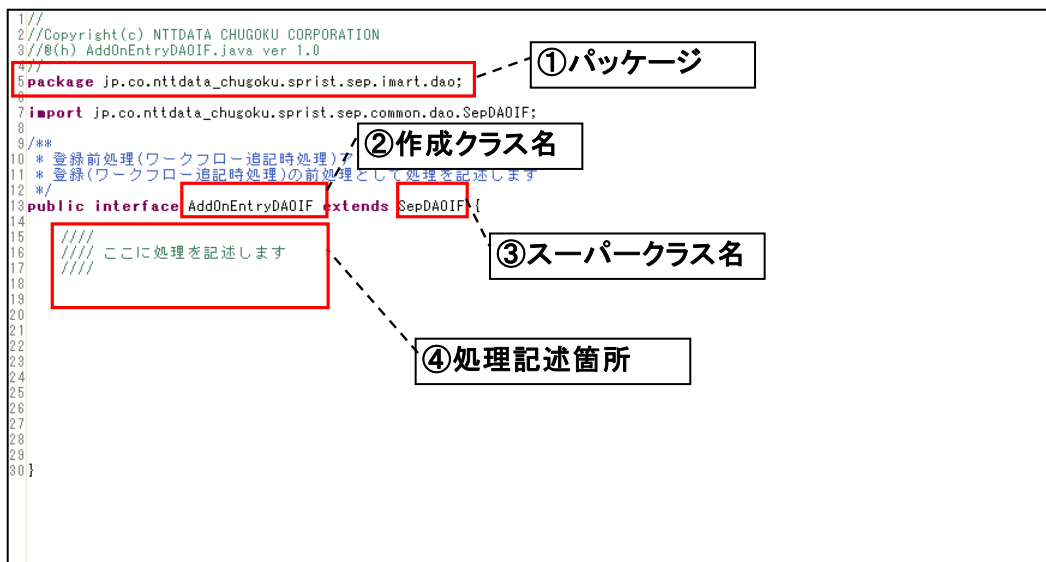 1 //
2 //Copyright(c) NTTDATA CHUGOKU CORPORATION
3 //@(h) AddOnEntryDAOIF.java ver 1.0
4 //
5 package jp.co.nttdata_chugoku.sprist.sep.imart.dao;
①パッケージ
6
7 import jp.co.nttdata_chugoku.sprist.sep.common.dao.SepDAOIF;
8
②作成クラス名
9 /**
10 * 登録前処理(ワークフロー追記時処理)
11 * 登録(ワークフロー追記時処理)の前処理として処理を記述します
12 */
13 public interface AddOnEntryDAOIF extends SepDAOIF {
14
③スーパークラス名
15 ////
16 //// ここに処理を記述します
17 ////
18
19
20
21
22
④処理記述箇所
23
24
25
26
27
28
29
30 }